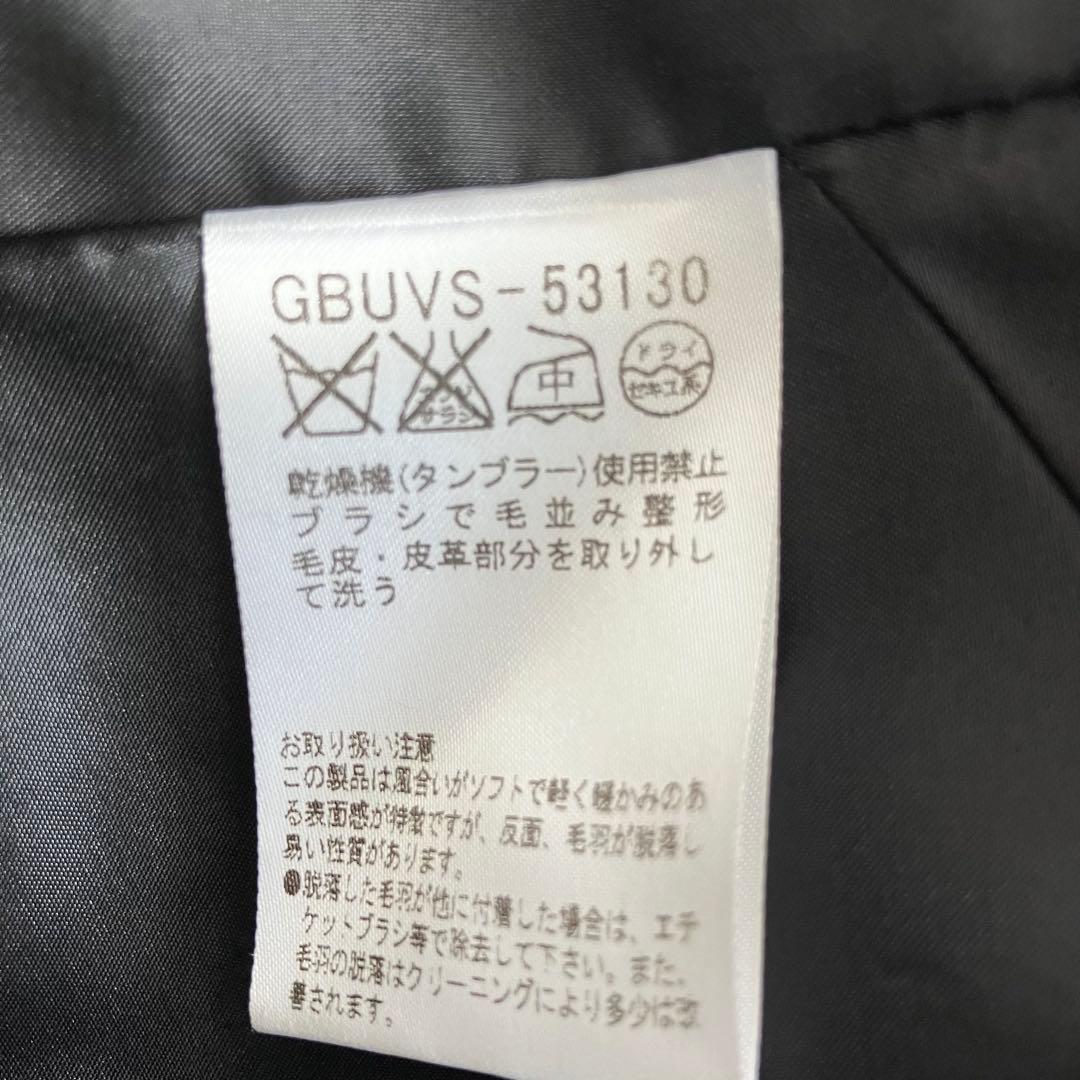 GBUVS-53130
エンソ サラシ 中 ドライ セキユ系
乾燥機(タンブラー)使用禁止
ブラシで毛並み整形
毛皮・皮革部分を取り外し
て洗う
お取り扱い注意
この製品は風合いがソフトで軽く暖かみのあ
る表面感が特徴ですが、反面、毛羽が脱落し
易い性質があります。
●脱落した毛羽が他に付着した場合は、エチ
ケットブラシ等で除去して下さい。また、
毛羽の脱落はクリーニングにより多少は改
善されます。